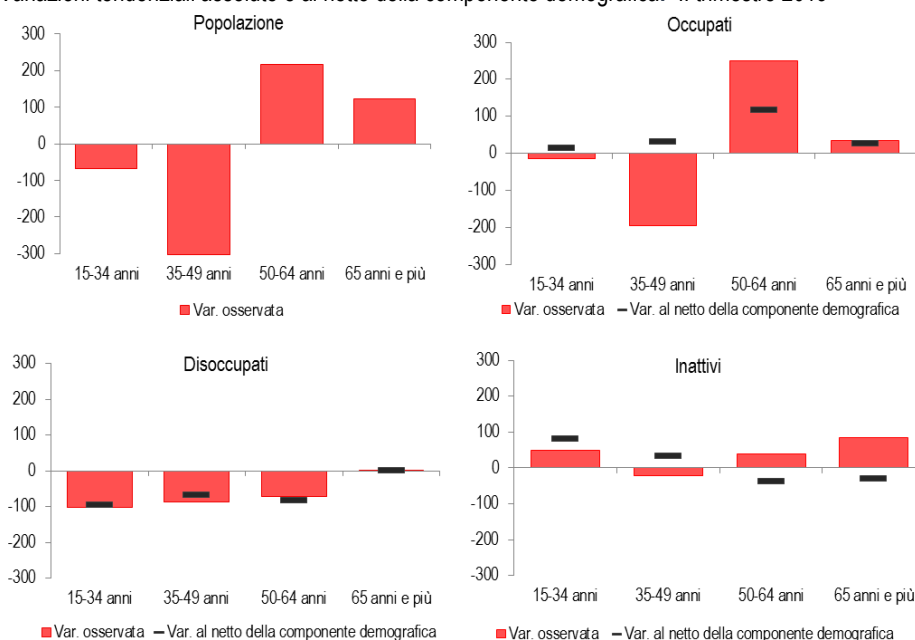 Popolazione
300
200
100
0
-100
-200
-300
15-34 anni 35-49 anni 50-64 anni 65 anni e più
Var. osservata
Occupati
300
200
100
0
-100
-200
-300
15-34 anni 35-49 anni 50-64 anni 65 anni e più
Var. osservata Var. al netto della componente demografica
Disoccupati
300
200
100
0
-100
-200
-300
15-34 anni 35-49 anni 50-64 anni 65 anni e più
Var. osservata Var. al netto della componente demografica
Inattivi
300
200
100
0
-100
-200
-300
15-34 anni 35-49 anni 50-64 anni 65 anni e più
Var. osservata Var. al netto della componente demografica